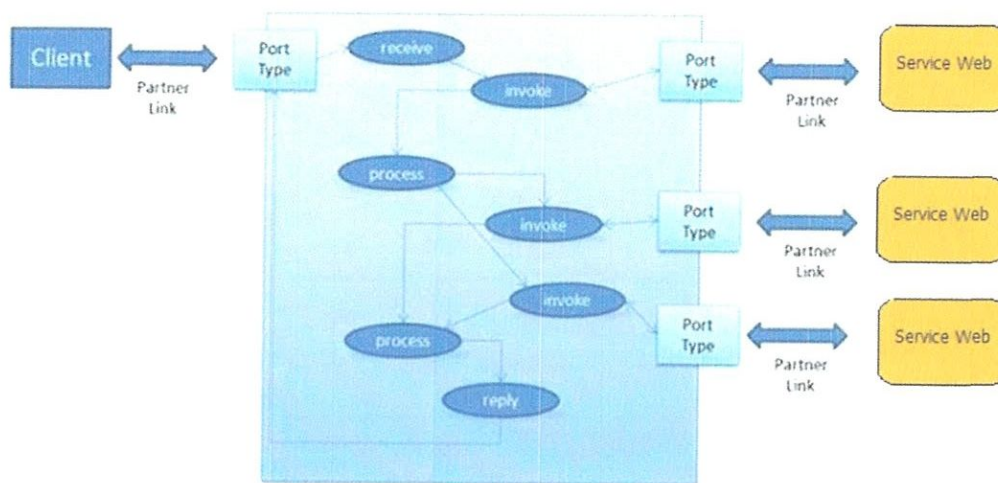 Client
Partner
Link
Port
Type
receive
invoke
Port
Type
Partner
Link
Service Web
process
invoke
Port
Type
Partner
Link
Service Web
invoke
Port
Type
Partner
Link
Service Web
process
reply